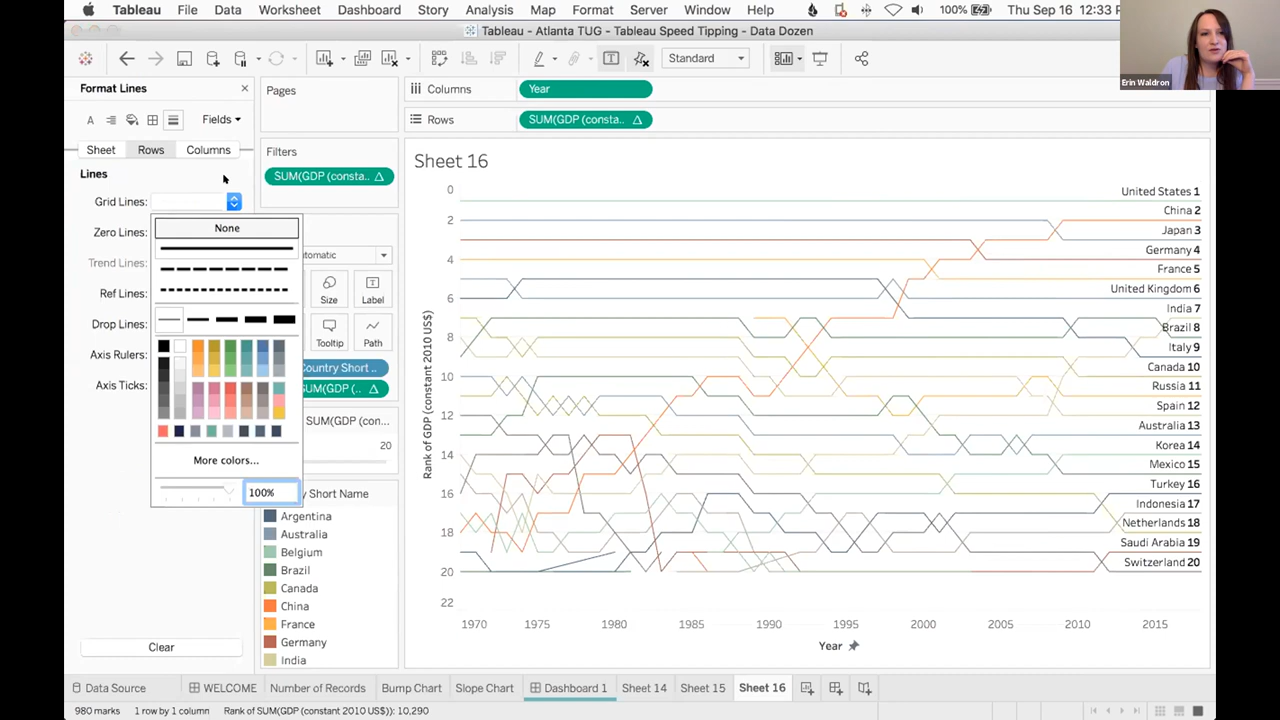 Tableau File Data Worksheet Dashboard Story Analysis Map Format Server Window Help 100% Thu Sep 16 12:33 P
Tableau - Atlanta TUG - Tableau Speed Tipping - Data Dozen
Erin Waldron
Standard
Format Lines
Fields
Sheet Rows Columns
Lines
Grid Lines:
Zero Lines:
Trend Lines:
Ref Lines:
Drop Lines:
Axis Rulers:
Axis Ticks:
None
More colors...
100%
Clear
Pages
Filters
SUM(GDP (consta..
Size
Label
Tooltip
Path
SUM(GDP (..
SUM(GDP (con...
20
Short Name
Argentina
Australia
Belgium
Brazil
Canada
China
France
Germany
India
Columns Year
Rows SUM(GDP (consta..
Sheet 16
Rank of GDP (constant 2010 US$)
0
2
4
6
8
10
12
14
16
18
20
22
United States 1
China 2
Japan 3
Germany 4
France 5
United Kingdom 6
India 7
Brazil 8
Italy 9
Canada 10
Russia 11
Spain 12
Australia 13
Korea 14
Mexico 15
Turkey 16
Indonesia 17
Netherlands 18
Saudi Arabia 19
Switzerland 20
1970 1975 1980 1985 1990 1995 2000 2005 2010 2015
Year
Data Source WELCOME Number of Records Bump Chart Slope Chart Dashboard 1 Sheet 14 Sheet 15 Sheet 16
980 marks 1 row by 1 column Rank of SUM(GDP (constant 2010 US$)): 10,290